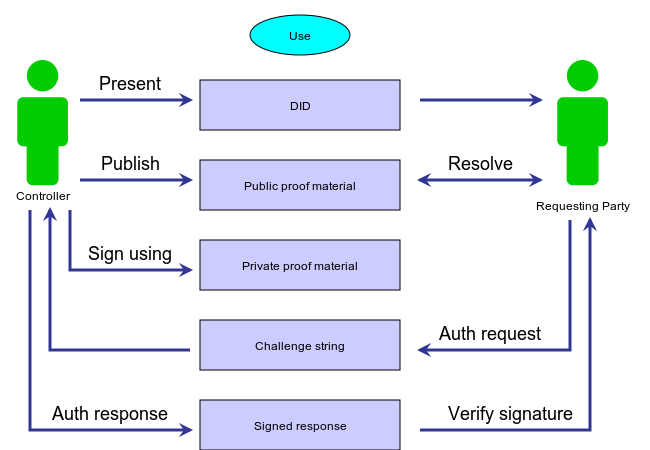 Use
Present
DID
Publish
Public proof material
Resolve
Controller
Requesting Party
Sign using
Private proof material
Auth request
Challenge string
Auth response
Signed response
Verify signature